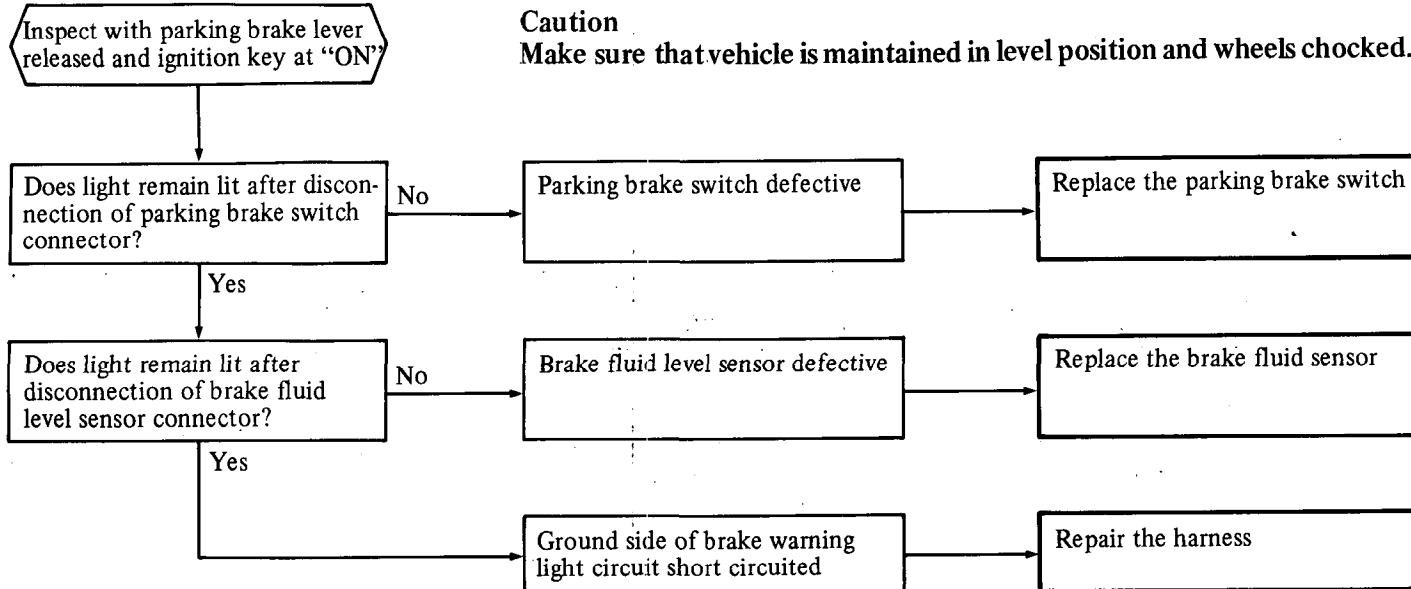 Inspect with parking brake lever
released and ignition key at “ON”
Caution
Make sure that vehicle is maintained in level position and wheels chocked.
Does light remain lit after discon-
nection of parking brake switch
connector?
No
Parking brake switch defective
Replace the parking brake switch
Yes
Does light remain lit after
disconnection of brake fluid
level sensor connector?
No
Brake fluid level sensor defective
Replace the brake fluid sensor
Yes
Ground side of brake warning
light circuit short circuited
Repair the harness